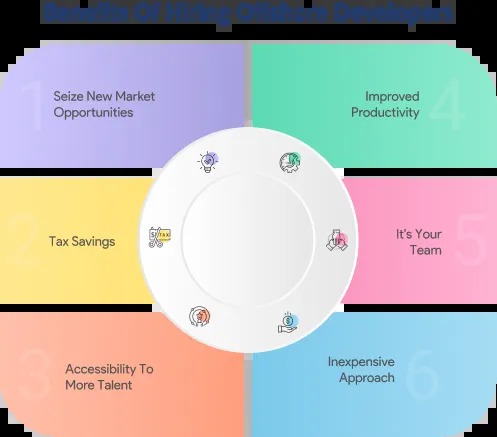 Benefits Of Hiring Offshore Developers
1
Seize New Market
Opportunities
2
Tax Savings
3
Accessibility To
More Talent
Improved
Productivity
4
It's Your
Team
5
Inexpensive
Approach
6
$
TAX
$